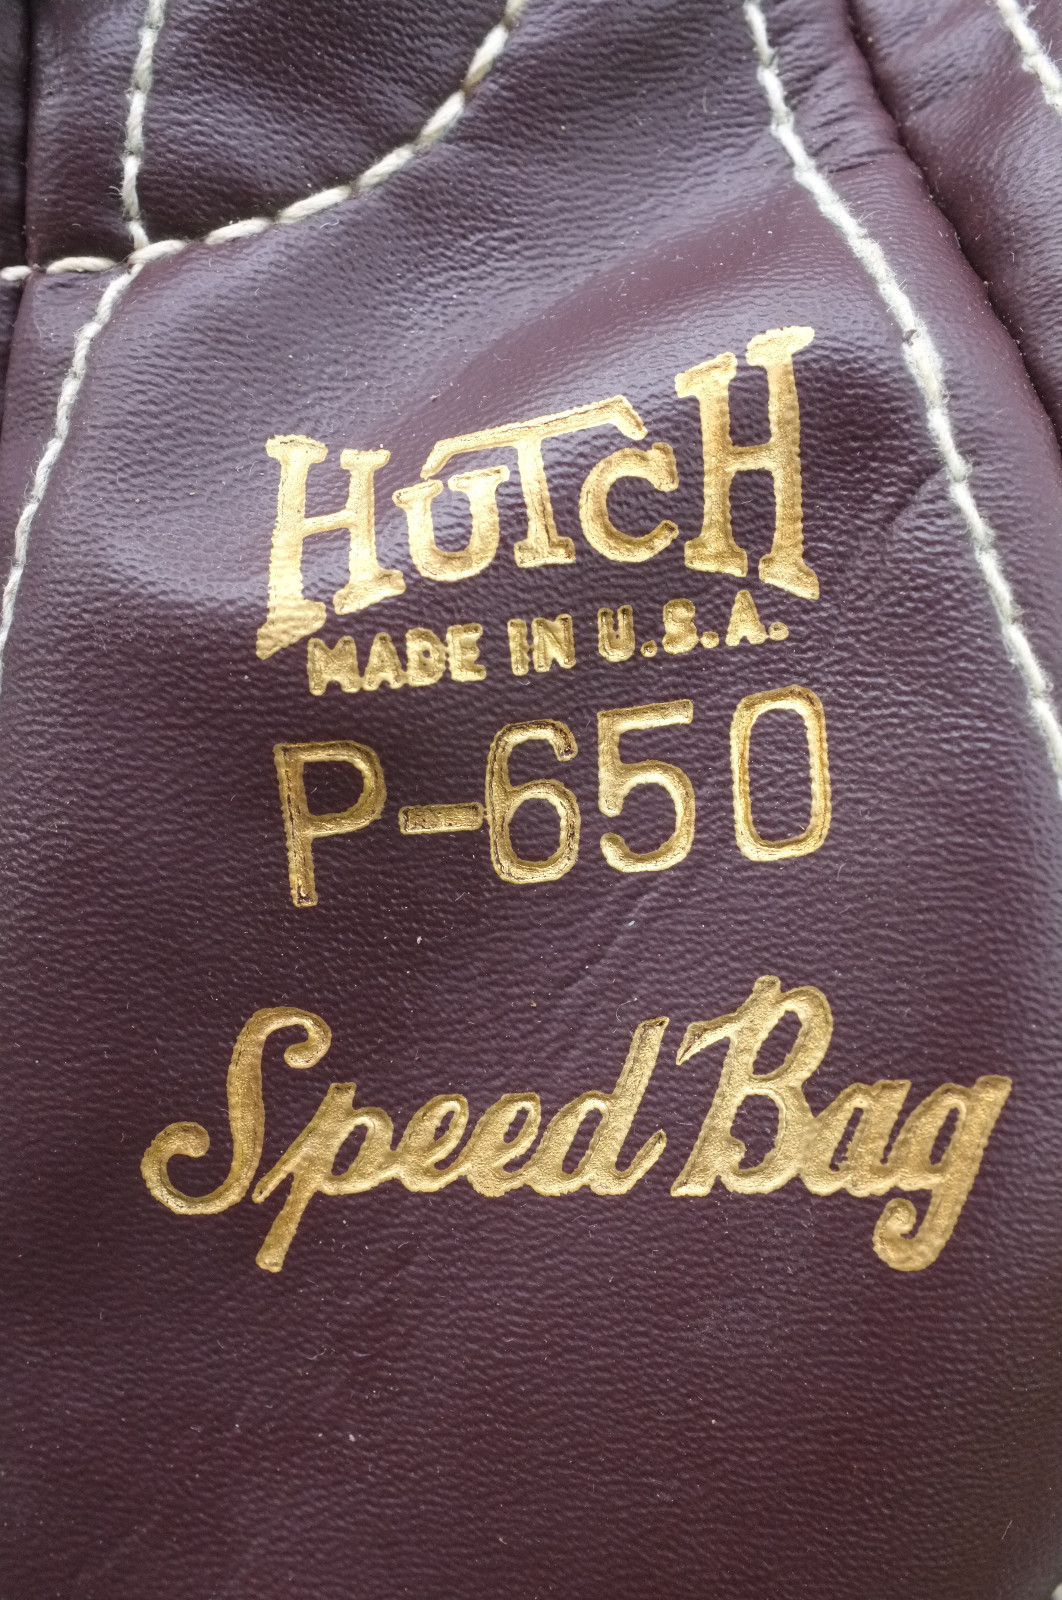 HUTCH
MADE IN U.S.A.
P-650
Speed Bag